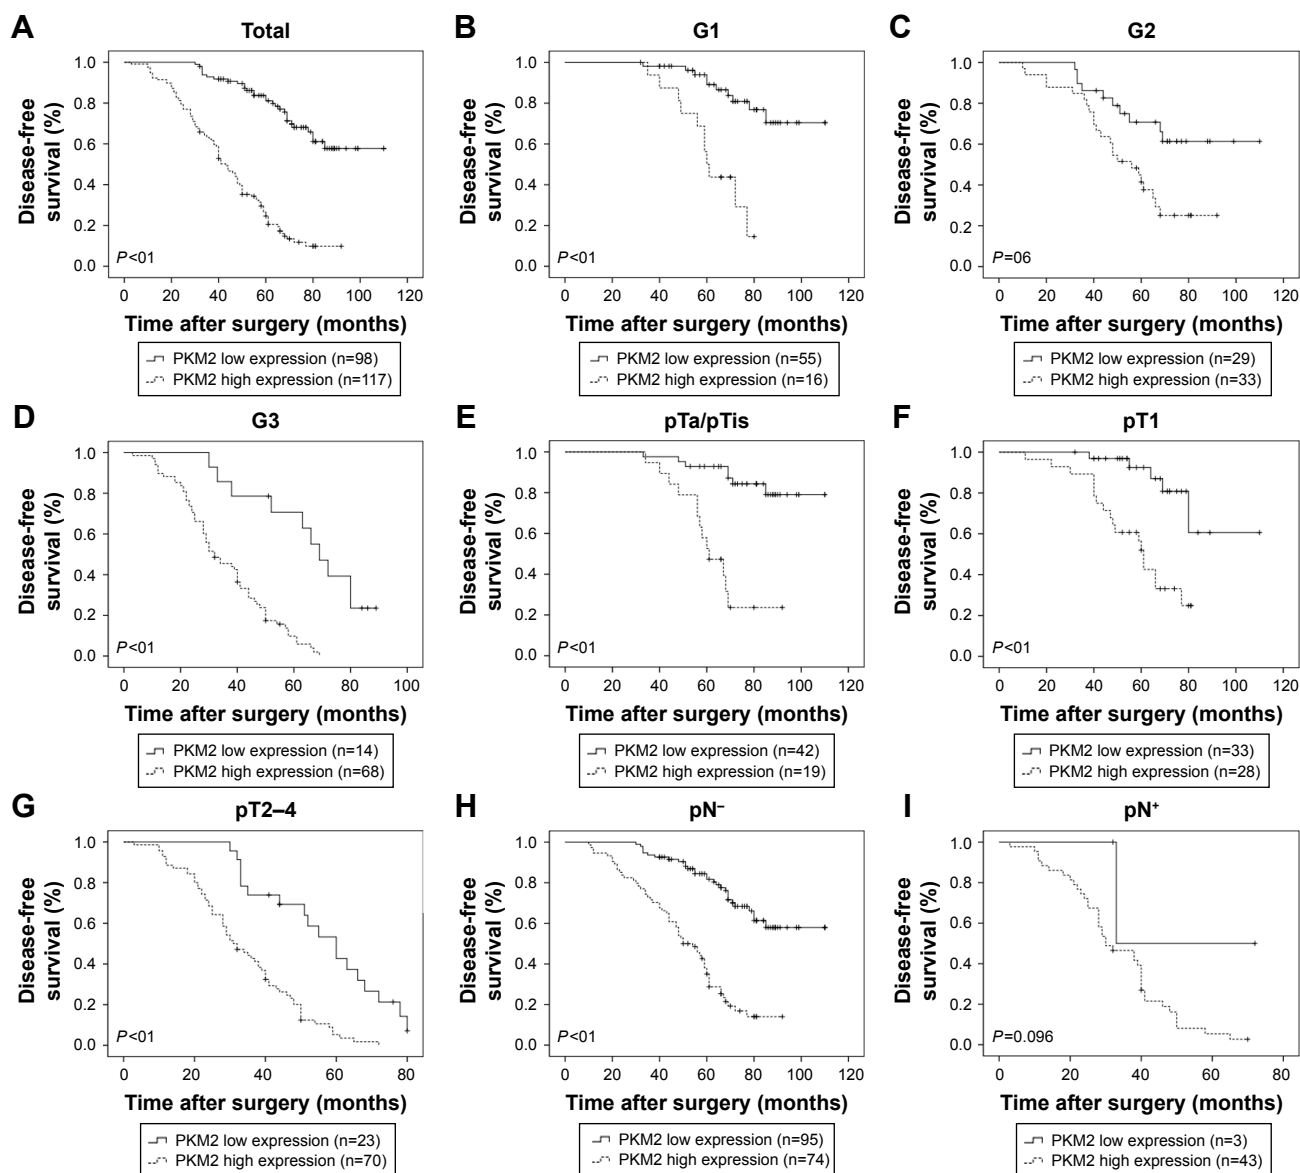 A
Total
Disease-free
survival (%)
1.0
0.8
0.6
0.4
0.2
0.0
P<01
0 20 40 60 80 100 120
Time after surgery (months)
PKM2 low expression (n=98)
PKM2 high expression (n=117)
B
G1
Disease-free
survival (%)
1.0
0.8
0.6
0.4
0.2
0.0
P<01
0 20 40 60 80 100 120
Time after surgery (months)
PKM2 low expression (n=55)
PKM2 high expression (n=16)
C
G2
Disease-free
survival (%)
1.0
0.8
0.6
0.4
0.2
0.0
P=06
0 20 40 60 80 100 120
Time after surgery (months)
PKM2 low expression (n=29)
PKM2 high expression (n=33)
D
G3
Disease-free
survival (%)
1.0
0.8
0.6
0.4
0.2
0.0
P<01
0 20 40 60 80 100
Time after surgery (months)
PKM2 low expression (n=14)
PKM2 high expression (n=68)
E
pTa/pTis
Disease-free
survival (%)
1.0
0.8
0.6
0.4
0.2
0.0
P<01
0 20 40 60 80 100 120
Time after surgery (months)
PKM2 low expression (n=42)
PKM2 high expression (n=19)
F
pT1
Disease-free
survival (%)
1.0
0.8
0.6
0.4
0.2
0.0
P<01
0 20 40 60 80 100 120
Time after surgery (months)
PKM2 low expression (n=33)
PKM2 high expression (n=28)
G
pT2–4
Disease-free
survival (%)
1.0
0.8
0.6
0.4
0.2
0.0
P<01
0 20 40 60 80
Time after surgery (months)
PKM2 low expression (n=23)
PKM2 high expression (n=70)
H
pN⁻
Disease-free
survival (%)
1.0
0.8
0.6
0.4
0.2
0.0
P<01
0 20 40 60 80 100 120
Time after surgery (months)
PKM2 low expression (n=95)
PKM2 high expression (n=74)
I
pN⁺
Disease-free
survival (%)
1.0
0.8
0.6
0.4
0.2
0.0
P=0.096
0 20 40 60 80
Time after surgery (months)
PKM2 low expression (n=3)
PKM2 high expression (n=43)